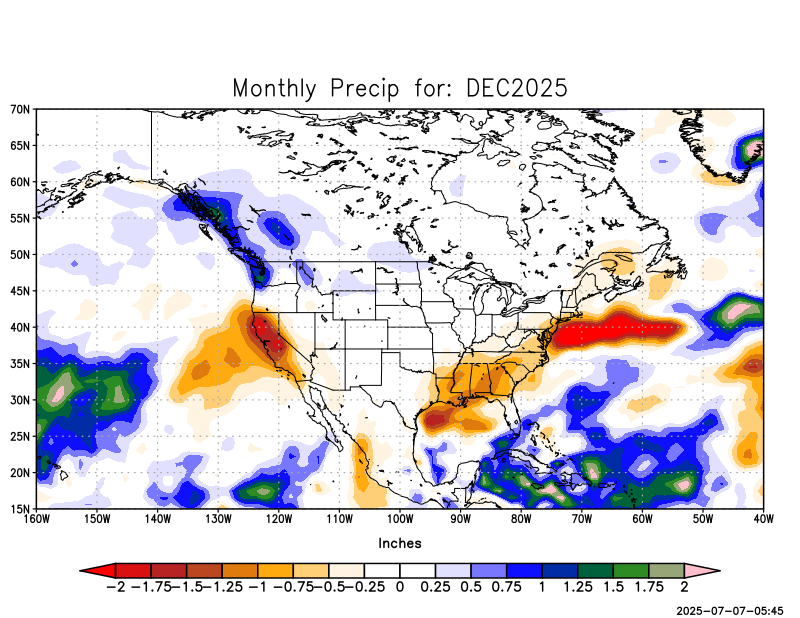 Monthly Precip for: DEC2025
70N
65N
60N
55N
50N
45N
40N
35N
30N
25N
20N
15N
160W 150W 140W 130W 120W 110W 100W 90W 80W 70W 60W 50W 40W
Inches
−2 −1.75 −1.5 −1.25 −1 −0.75 −0.5 −0.25 0 0.25 0.5 0.75 1 1.25 1.5 1.75 2
2025-07-07-05:45